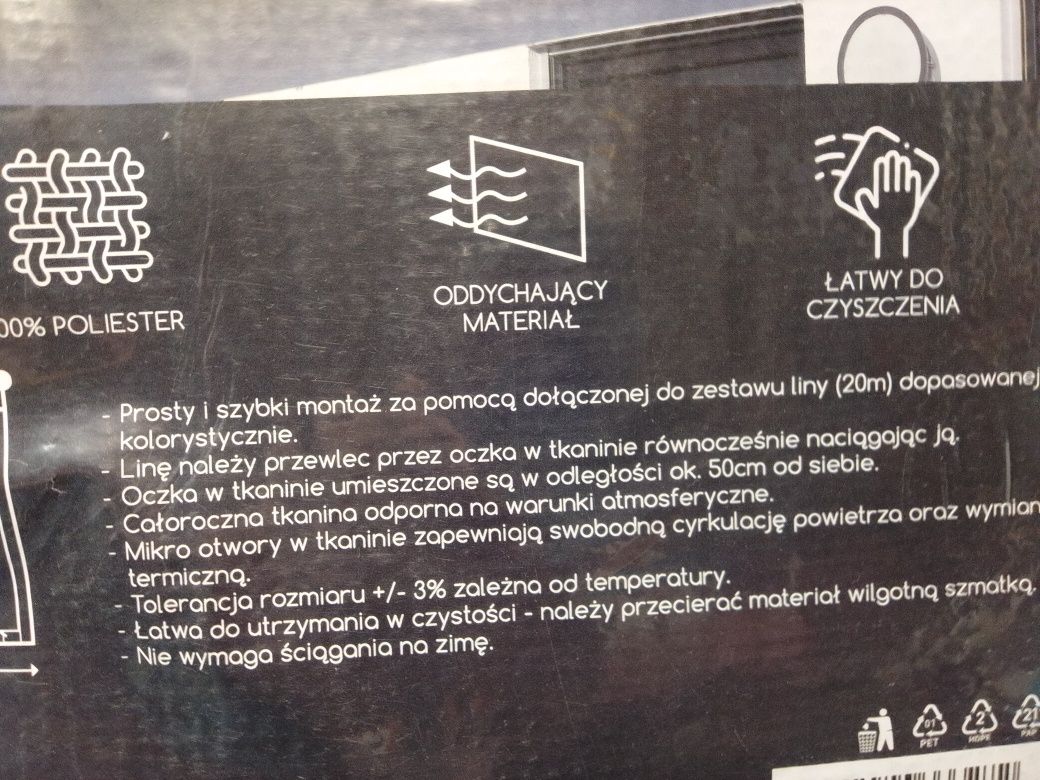 00% POLIESTER
ODDYCHAJĄCY
MATERIAŁ
ŁATWY DO
CZYSZCZENIA
- Prosty i szybki montaż za pomocą dołączonej do zestawu liny (20m) dopasowanej
kolorystycznie.
- Linę należy przewlec przez oczka w tkaninie równocześnie naciągając ją.
- Oczka w tkaninie umieszczone są w odległości ok. 50cm od siebie.
- Całoroczna tkanina odporna na warunki atmosferyczne.
- Mikro otwory w tkaninie zapewniają swobodną cyrkulację powietrza oraz wymian
termiczną.
- Tolerancja rozmiaru +/- 3% zależna od temperatury.
- Łatwa do utrzymania w czystości - należy przecierać materiał wilgotną szmatką.
- Nie wymaga ściągania na zimę.
01
PET
2
HDPE
21
PAP